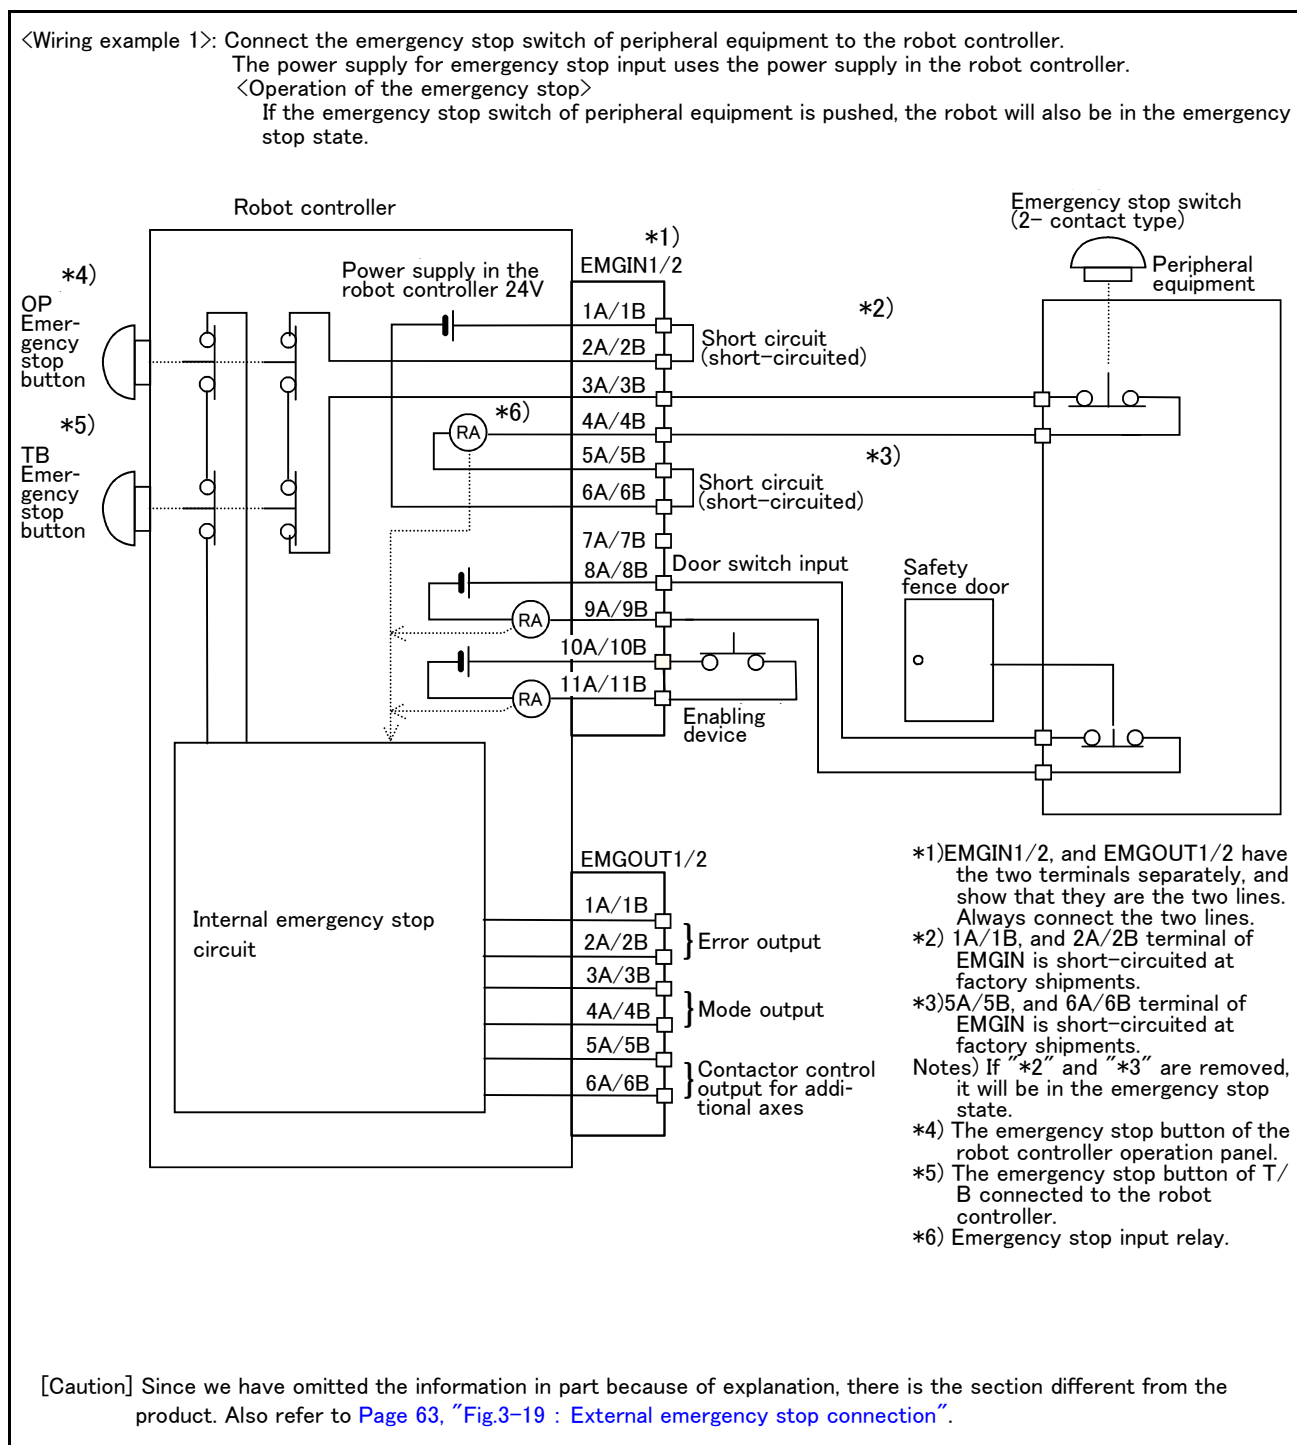 <Wiring example 1>: Connect the emergency stop switch of peripheral equipment to the robot controller.
The power supply for emergency stop input uses the power supply in the robot controller.
<Operation of the emergency stop>
If the emergency stop switch of peripheral equipment is pushed, the robot will also be in the emergency
stop state.
Robot controller
Emergency stop switch
(2- contact type)
Peripheral
equipment
*1)
EMGIN1/2
*4)
OP
Emer-
gency
stop
button
Power supply in the
robot controller 24V
1A/1B
2A/2B
3A/3B
4A/4B
5A/5B
6A/6B
7A/7B
8A/8B
9A/9B
10A/10B
11A/11B
*2)
Short circuit
(short-circuited)
*5)
TB
Emer-
gency
stop
button
*6)
RA
*3)
Short circuit
(short-circuited)
Door switch input
Safety
fence door
RA
RA
Enabling
device
Internal emergency stop
circuit
EMGOUT1/2
1A/1B
2A/2B
3A/3B
4A/4B
5A/5B
6A/6B
} Error output
} Mode output
} Contactor control
output for addi-
tional axes
*1)EMGIN1/2, and EMGOUT1/2 have
the two terminals separately, and
show that they are the two lines.
Always connect the two lines.
*2) 1A/1B, and 2A/2B terminal of
EMGIN is short-circuited at
factory shipments.
*3)5A/5B, and 6A/6B terminal of
EMGIN is short-circuited at
factory shipments.
Notes) If "*2" and "*3" are removed,
it will be in the emergency stop
state.
*4) The emergency stop button of the
robot controller operation panel.
*5) The emergency stop button of T/
B connected to the robot
controller.
*6) Emergency stop input relay.
[Caution] Since we have omitted the information in part because of explanation, there is the section different from the
product. Also refer to Page 63, "Fig.3-19 : External emergency stop connection".